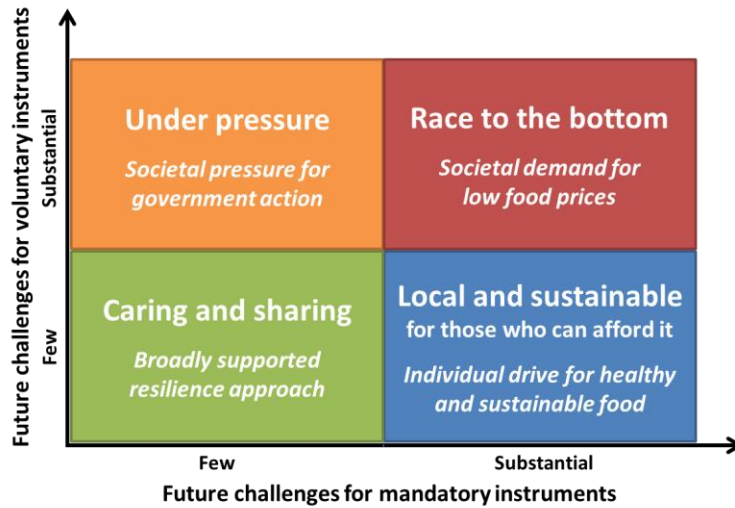 Future challenges for voluntary instruments
Substantial
Few
Under pressure
Societal pressure for
government action
Race to the bottom
Societal demand for
low food prices
Caring and sharing
Broadly supported
resilience approach
Local and sustainable
for those who can afford it
Individual drive for healthy
and sustainable food
Few
Substantial
Future challenges for mandatory instruments